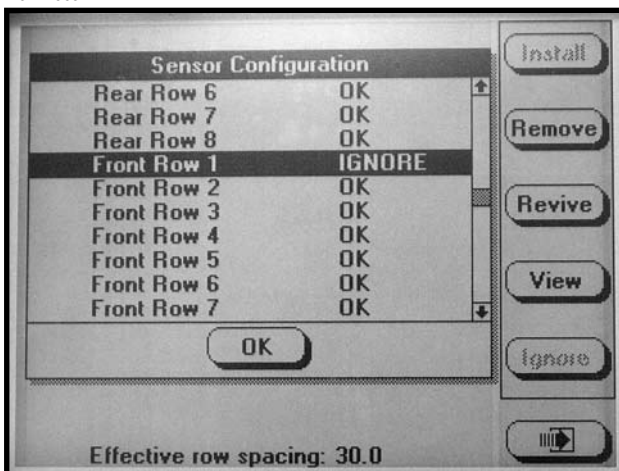 Sensor Configuration
Rear Row 6 OK
Rear Row 7 OK
Rear Row 8 OK
Front Row 1 IGNORE
Front Row 2 OK
Front Row 3 OK
Front Row 4 OK
Front Row 5 OK
Front Row 6 OK
Front Row 7 OK
OK
Effective row spacing: 30.0
Install
Remove
Revive
View
Ignore